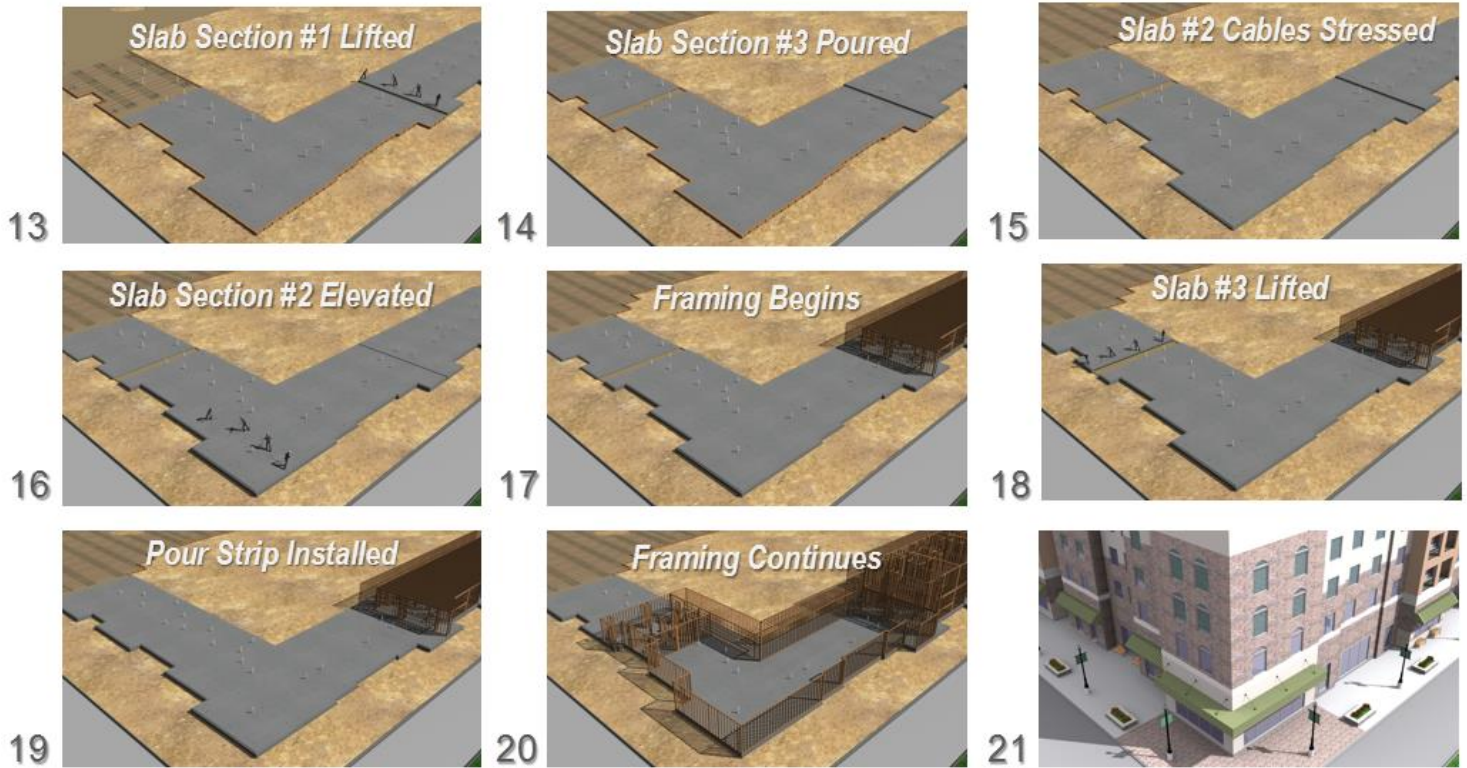 Slab Section #1 Lifted
13
Slab Section #3 Poured
14
Slab #2 Cables Stressed
15
Slab Section #2 Elevated
16
Framing Begins
17
Slab #3 Lifted
18
Pour Strip Installed
19
Framing Continues
20
21